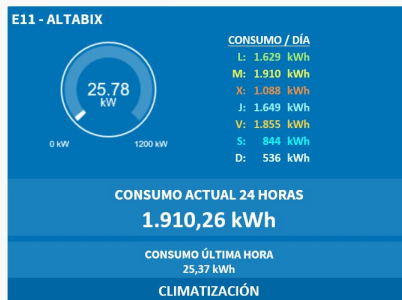 E11 - ALTABIX
25.78
kW
0 kW 1200 kW
CONSUMO / DÍA
L: 1.629 kWh
M: 1.910 kWh
X: 1.088 kWh
J: 1.649 kWh
V: 1.855 kWh
S: 844 kWh
D: 536 kWh
CONSUMO ACTUAL 24 HORAS
1.910,26 kWh
CONSUMO ÚLTIMA HORA
25,37 kWh
CLIMATIZACIÓN